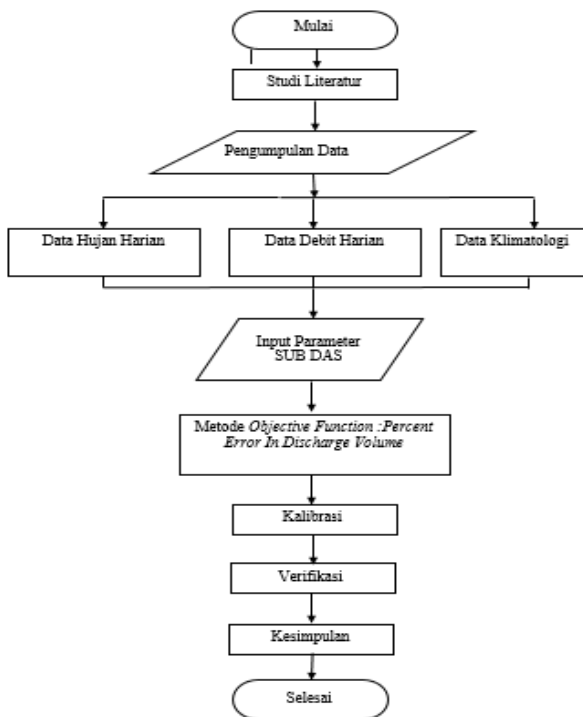 Mulai
Studi Literatur
Pengumpulan Data
Data Hujan Harian
Data Debit Harian
Data Klimatologi
Input Parameter
SUB DAS
Metode Objective Function :Percent
Error In Discharge Volume
Kalibrasi
Verifikasi
Kesimpulan
Selesai